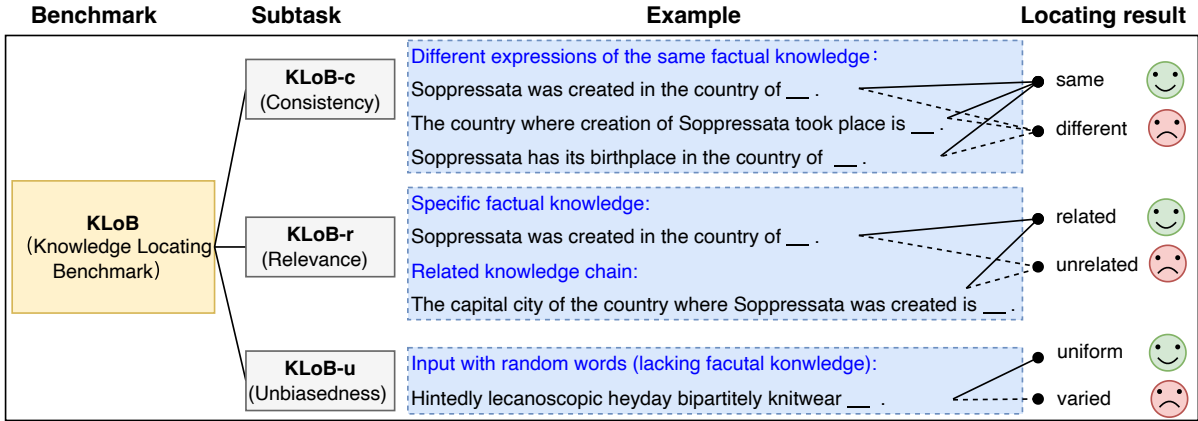 Benchmark Subtask Example Locating result
KLoB
(Knowledge Locating
Benchmark)
KLoB-c
(Consistency)
Different expressions of the same factual knowledge:
Soppressata was created in the country of __ .
The country where creation of Soppressata took place is __ .
Soppressata has its birthplace in the country of __ .
same
different
KLoB-r
(Relevance)
Specific factual knowledge:
Soppressata was created in the country of __ .
Related knowledge chain:
The capital city of the country where Soppressata was created is __ .
related
unrelated
KLoB-u
(Unbiasedness)
Input with random words (lacking facutal konwledge):
Hintedly lecanoscopic heyday bipartitely knitwear __ .
uniform
varied